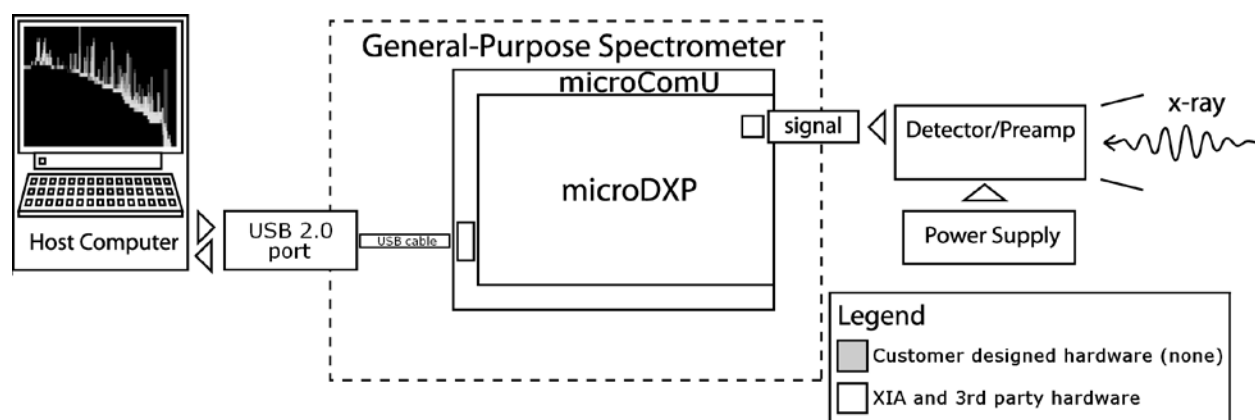 General-Purpose Spectrometer
microComU
microDXP
signal
Detector/Preamp
x-ray
Power Supply
Host Computer
USB 2.0
port
USB cable
Legend
Customer designed hardware (none)
XIA and 3rd party hardware